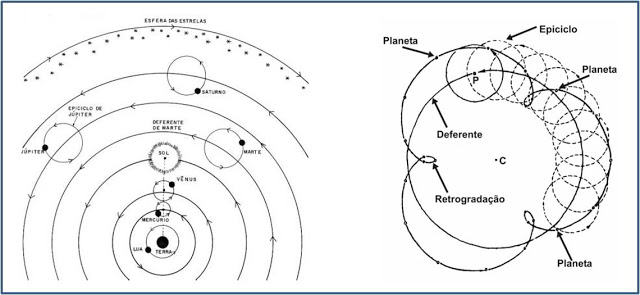 ESFERA DAS ESTRELAS
SATURNO
EPICICLO DE
JÚPITER
DEFERENTE
DE MARTE
JÚPITER
SOL
MARTE
VÊNUS
MERCÚRIO
LUA
TERRA
Epiciclo
Planeta
Planeta
P
Deferente
C
Retrogradação
Planeta